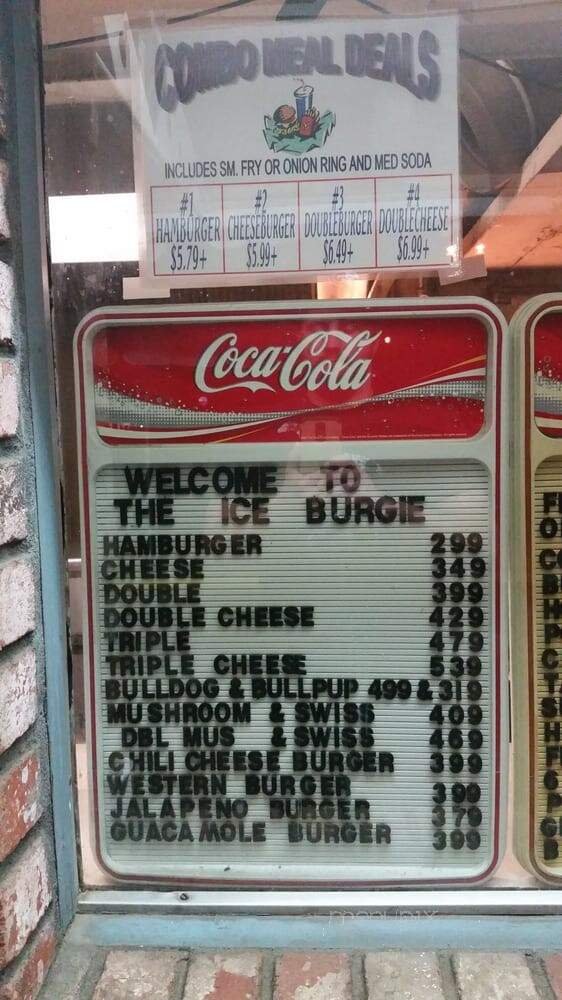 COMBO MEAL DEALS
INCLUDES SM. FRY OR ONION RING AND MED SODA
#1 #2 #3 #4
HAMBURGER CHEESEBURGER DOUBLEBURGER DOUBLECHEESE
$5.79+ $5.99+ $6.49+ $6.99+
Coca-Cola
WELCOME TO
THE ICE BURGIE
HAMBURGER 299
CHEESE 349
DOUBLE 399
DOUBLE CHEESE 429
TRIPLE 479
TRIPLE CHEESE 539
BULLDOG & BULLPUP 499 & 319
MUSHROOM & SWISS 409
DBL MUS & SWISS 469
CHILI CHEESE BURGER 399
WESTERN BURGER 399
JALAPENO BURGER 379
GUACAMOLE BURGER 399
menupix